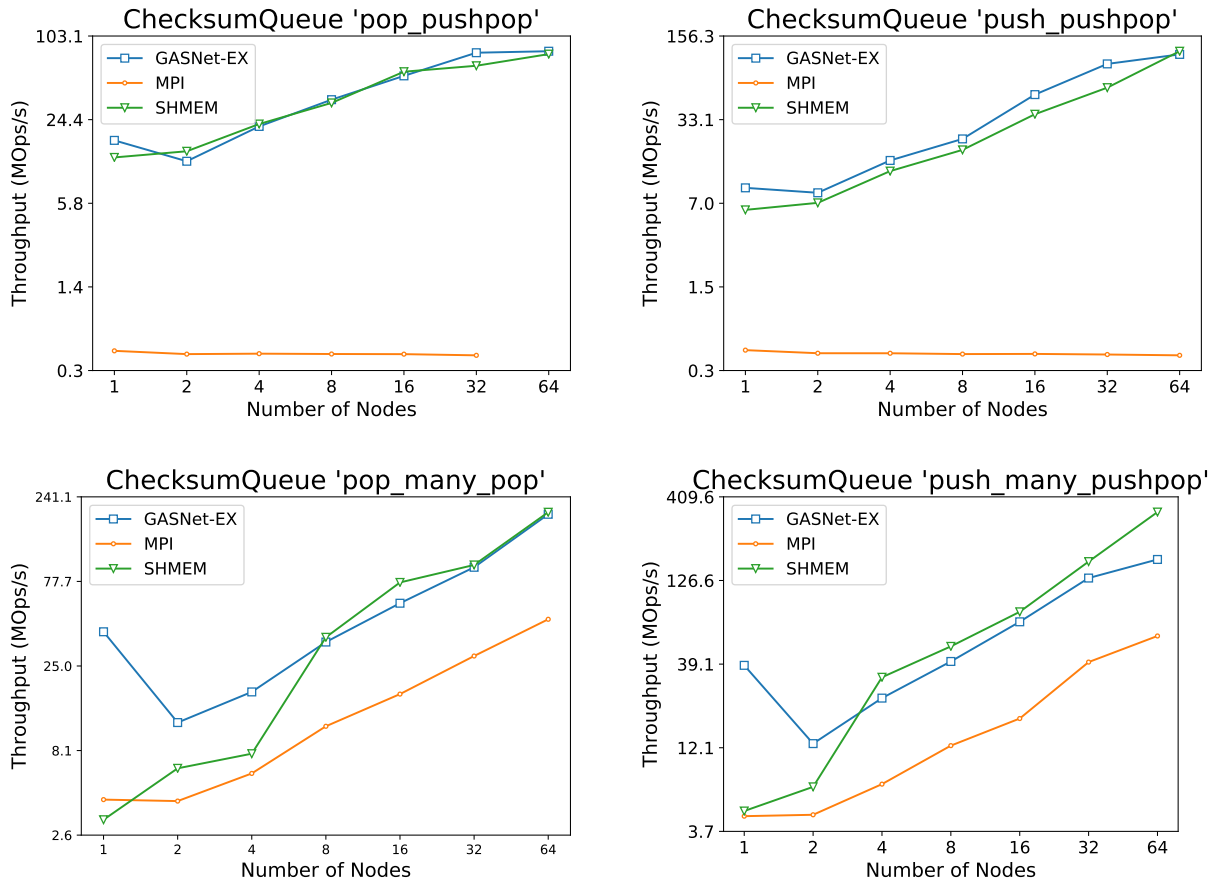 ChecksumQueue 'pop_pushpop'
103.1
24.4
5.8
1.4
0.3
Throughput (MOps/s)
GASNet-EX
MPI
SHMEM
1 2 4 8 16 32 64
Number of Nodes
ChecksumQueue 'push_pushpop'
156.3
33.1
7.0
1.5
0.3
Throughput (MOps/s)
GASNet-EX
MPI
SHMEM
1 2 4 8 16 32 64
Number of Nodes
ChecksumQueue 'pop_many_pop'
241.1
77.7
25.0
8.1
2.6
Throughput (MOps/s)
GASNet-EX
MPI
SHMEM
1 2 4 8 16 32 64
Number of Nodes
ChecksumQueue 'push_many_pushpop'
409.6
126.6
39.1
12.1
3.7
Throughput (MOps/s)
GASNet-EX
MPI
SHMEM
1 2 4 8 16 32 64
Number of Nodes